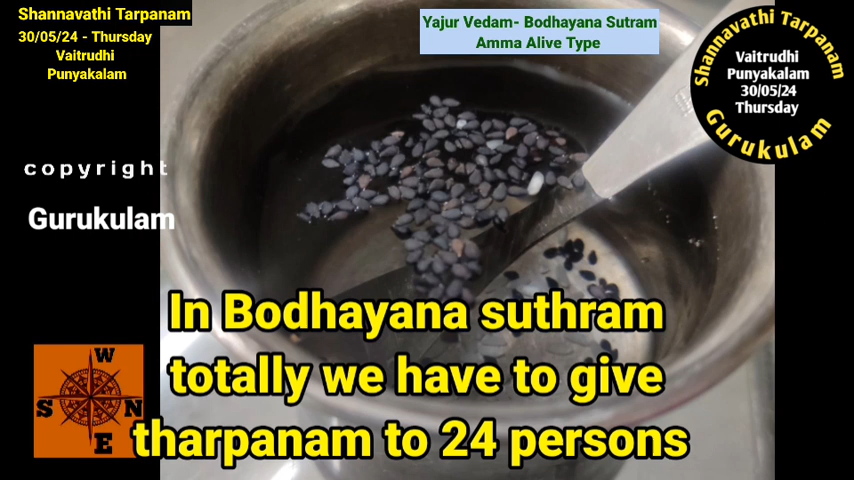 Shannavathi Tarpanam
30/05/24 - Thursday
Vaitrudhi
Punyakalam
Yajur Vedam- Bodhayana Sutram
Amma Alive Type
Shannavathi Tarpanam
Vaitrudhi
Punyakalam
30/05/24
Thursday
Gurukulam
copyright
Gurukulam
W
S N
E
In Bodhayana suthram
totally we have to give
tharpanam to 24 persons